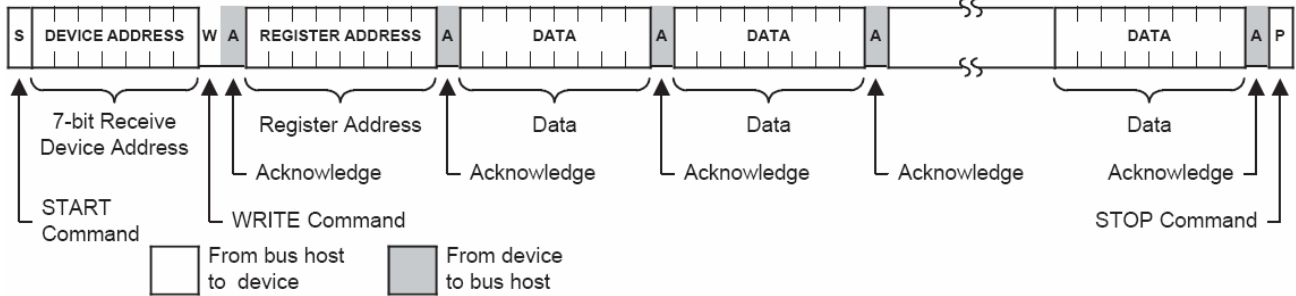 S DEVICE ADDRESS W A REGISTER ADDRESS A DATA A DATA A DATA A P
7-bit Receive
Device Address
Register Address
Data
Data
Data
Acknowledge
Acknowledge
Acknowledge
Acknowledge
Acknowledge
START
Command
WRITE Command
STOP Command
From bus host
to device
From device
to bus host